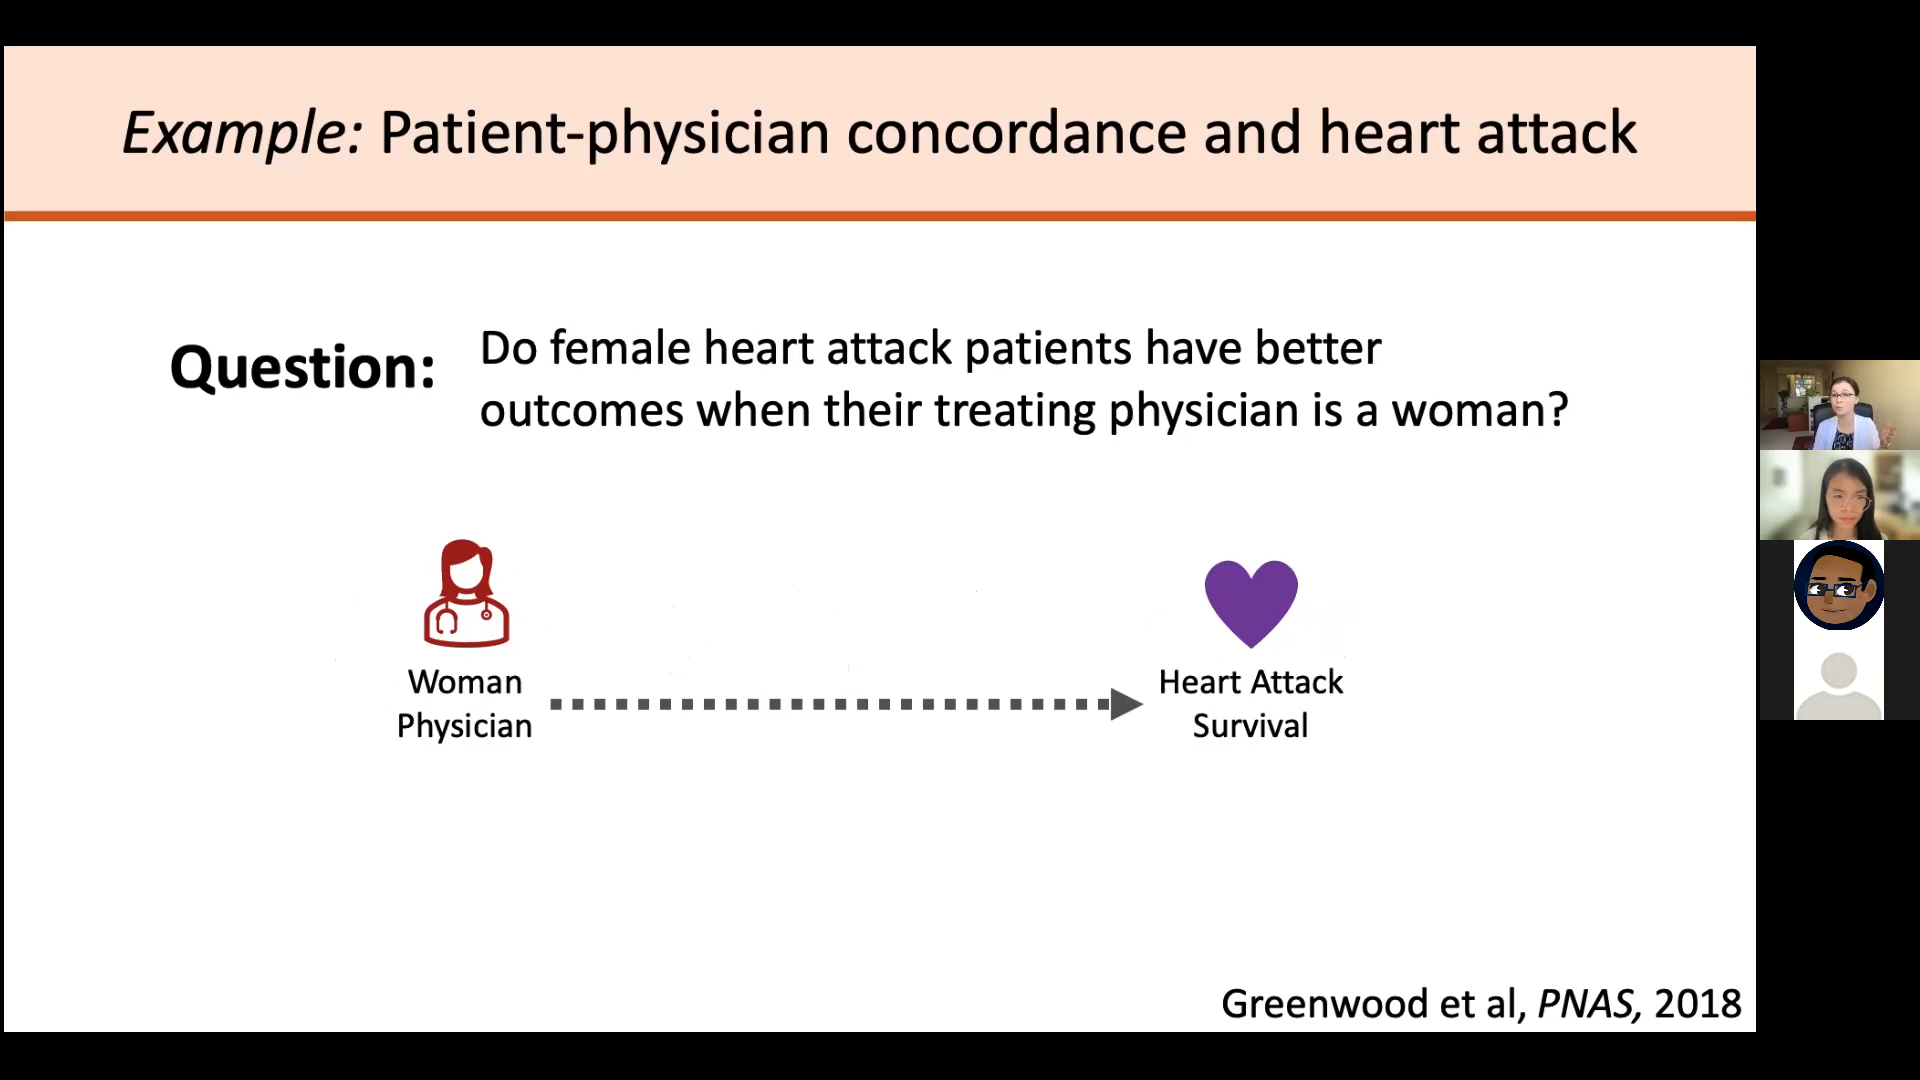 Example: Patient-physician concordance and heart attack
Question:
Do female heart attack patients have better
outcomes when their treating physician is a woman?
Woman
Physician
Heart Attack
Survival
Greenwood et al, PNAS, 2018